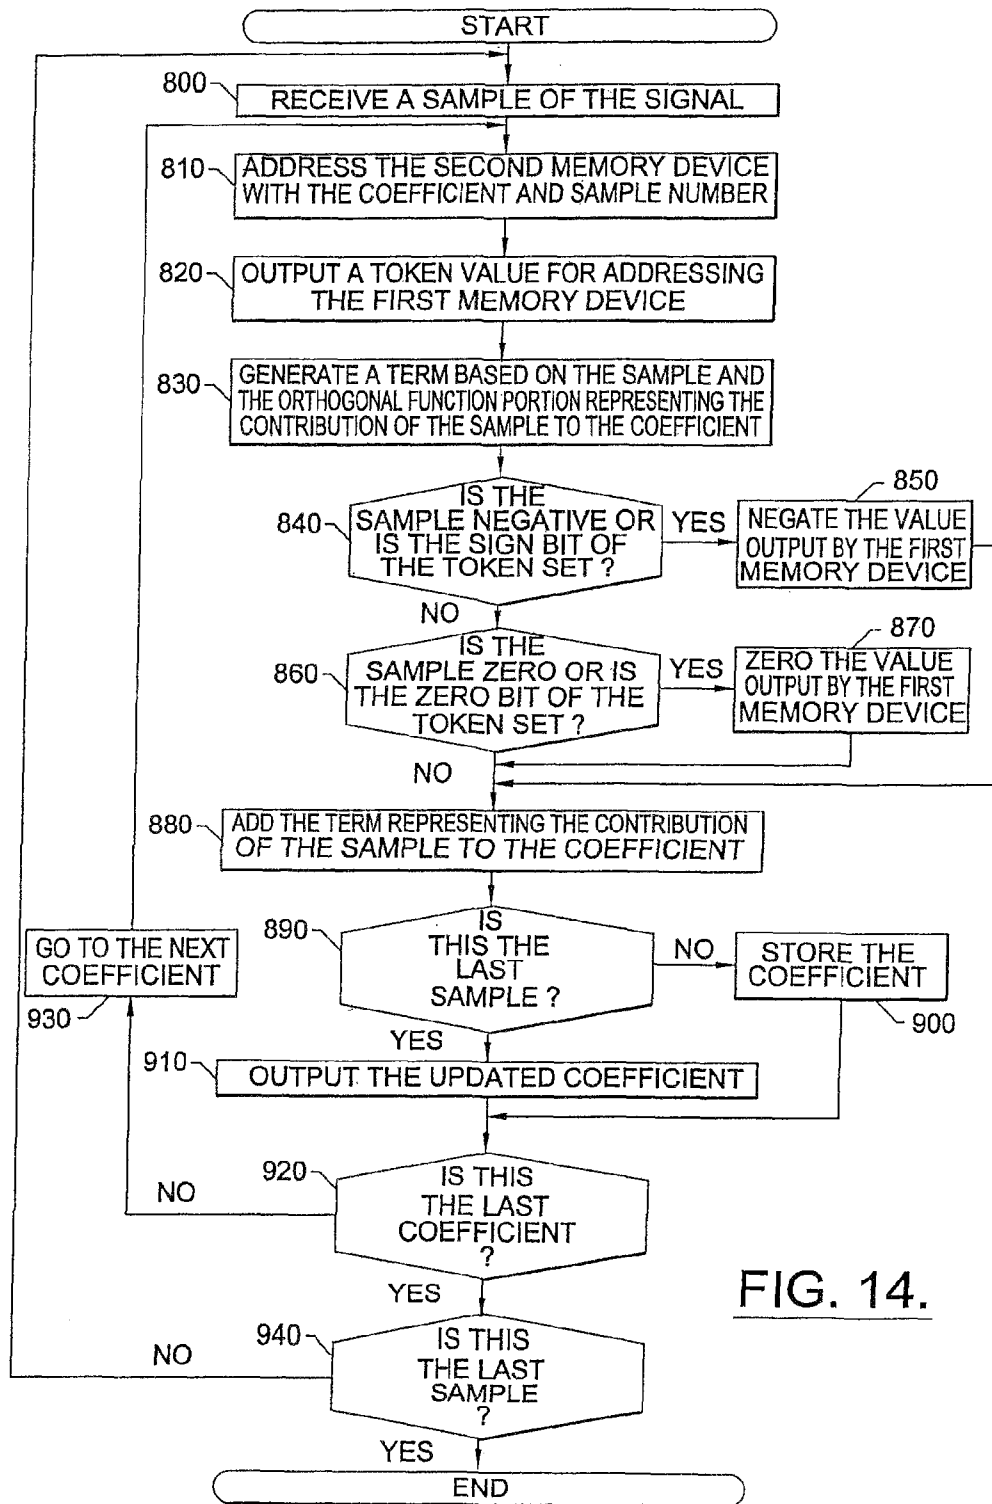 START
800
RECEIVE A SAMPLE OF THE SIGNAL
810
ADDRESS THE SECOND MEMORY DEVICE
WITH THE COEFFICIENT AND SAMPLE NUMBER
820
OUTPUT A TOKEN VALUE FOR ADDRESSING
THE FIRST MEMORY DEVICE
830
GENERATE A TERM BASED ON THE SAMPLE AND
THE ORTHOGONAL FUNCTION PORTION REPRESENTING THE
CONTRIBUTION OF THE SAMPLE TO THE COEFFICIENT
840
IS THE
SAMPLE NEGATIVE OR
IS THE SIGN BIT OF
THE TOKEN SET ?
YES
850
NEGATE THE VALUE
OUTPUT BY THE FIRST
MEMORY DEVICE
NO
860
IS THE
SAMPLE ZERO OR IS
THE ZERO BIT OF THE
TOKEN SET ?
YES
870
ZERO THE VALUE
OUTPUT BY THE FIRST
MEMORY DEVICE
NO
880
ADD THE TERM REPRESENTING THE CONTRIBUTION
OF THE SAMPLE TO THE COEFFICIENT
890
IS
THIS THE
LAST
SAMPLE ?
NO
STORE THE
COEFFICIENT
900
GO TO THE NEXT
COEFFICIENT
930
YES
910
OUTPUT THE UPDATED COEFFICIENT
920
IS THIS
THE LAST
COEFFICIENT
?
NO
YES
940
IS THIS
THE LAST
SAMPLE
?
NO
YES
END
FIG. 14.